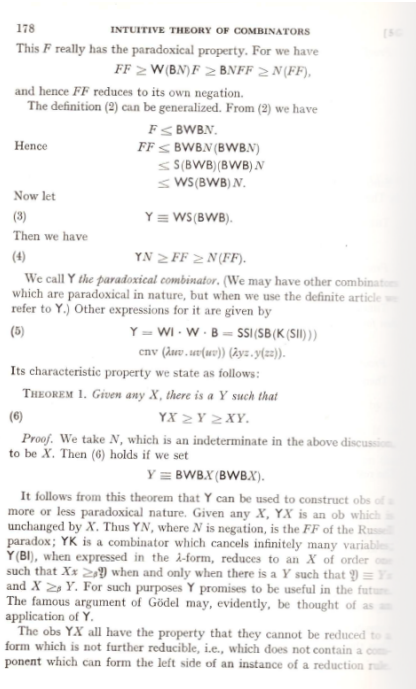 178 INTUITIVE THEORY OF COMBINATORS [5E
This F really has the paradoxical property. For we have
FF ≥ W(BN)F ≥ BNFF ≥ N(FF),
and hence FF reduces to its own negation.
The definition (2) can be generalized. From (2) we have
F ≤ BWBN.
Hence FF ≤ BWBN(BWBN)
≤ S(BWB)(BWB)N
≤ WS(BWB)N.
Now let
(3) Y ≡ WS(BWB).
Then we have
(4) YN ≥ FF ≥ N(FF).
We call Y the paradoxical combinator. (We may have other combinators
which are paradoxical in nature, but when we use the definite article we
refer to Y.) Other expressions for it are given by
(5) Y = WI · W · B = SSI(SB(K(SII)))
cnv (λuv.ut(uv)) (λyz.y(zz)).
Its characteristic property we state as follows:
THEOREM 1. Given any X, there is a Y such that
(6) YX ≥ Y ≥ XY.
Proof. We take N, which is an indeterminate in the above discussion,
to be X. Then (6) holds if we set
Y ≡ BWBX(BWBX).
It follows from this theorem that Y can be used to construct obs of a
more or less paradoxical nature. Given any X, YX is an ob which is
unchanged by X. Thus YN, where N is negation, is the FF of the Russell
paradox; YK is a combinator which cancels infinitely many variables;
Y(BI), when expressed in the λ-form, reduces to an X of order one
such that Xx ≥β 𝔜 when and only when there is a Y such that 𝔜 ≡ Yx
and X ≥β Y. For such purposes Y promises to be useful in the future.
The famous argument of Gödel may, evidently, be thought of as an
application of Y.
The obs YX all have the property that they cannot be reduced to a
form which is not further reducible, i.e., which does not contain a com-
ponent which can form the left side of an instance of a reduction rule.